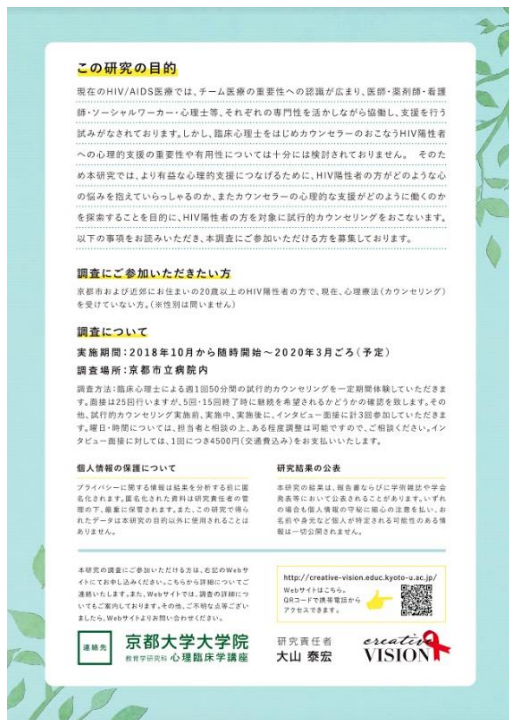 この研究の目的
現在のHIV/AIDS医療では、チーム医療の重要性への認識が広まり、医師・薬剤師・看護
師・ソーシャルワーカー・心理士等、それぞれの専門性を活かしながら協働し、支援を行う
試みがなされております。しかし、臨床心理士をはじめカウンセラーのおこなうHIV陽性者
への心理的支援の重要性や有用性については十分には検討されておりません。 そのた
め本研究では、より有益な心理的支援につなげるために、HIV陽性者の方がどのような心
の悩みを抱えていらっしゃるのか、またカウンセラーの心理的な支援がどのように働くのか
を探索することを目的に、HIV陽性者の方を対象に試行的カウンセリングをおこないます。
以下の事項をお読みいただき、本調査にご参加いただける方を募集しております。
調査にご参加いただきたい方
京都市および近郊にお住まいの20歳以上のHIV陽性者の方で、現在、心理療法(カウンセリング)
を受けていない方。(※性別は問いません)
調査について
実施期間:2018年10月から随時開始~2020年3月ごろ(予定)
調査場所:京都市立病院内
調査方法:臨床心理士による週1回50分間の試行的カウンセリングを一定期間体験していただきま
す。面接は25回行いますが、5回・15回終了時に継続を希望されるかどうかの確認を致します。その
他、試行的カウンセリング実施前、実施中、実施後に、インタビュー面接に計3回参加していただきま
す。曜日・時間については、担当者と相談の上、ある程度調整は可能ですので、ご相談ください。イン
タビュー面接に対しては、1回につき4500円(交通費込み)をお支払いいたします。
個人情報の保護について
プライバシーに関する情報は結果を分析する前に匿
名化されます。匿名化された資料は研究責任者の管
理の下、厳重に保管されます。また、この研究で得ら
れたデータは本研究の目的以外に使用されることは
ありません。
研究結果の公表
本研究の結果は、報告書ならびに学術雑誌や学会
発表等において公表されることがあります。いずれ
の場合も個人情報の守秘に細心の注意を払い、お
名前や身元など個人が特定される可能性のある情
報は一切公開されません。
本研究の調査にご参加いただける方は、右記のWebサ
イトにてお申し込みください。こちらから詳細についてご
連絡いたします。また、Webサイトでは、調査の詳細につ
いてもご案内しております。その他、ご不明な点等ござい
ましたら、Webサイトよりお問い合わせください。
http://creative-vision.educ.kyoto-u.ac.jp/
Webサイトはこちら。
QRコードで携帯電話から
アクセスできます。
連絡先
京都大学大学院
教育学研究科 心理臨床学講座
研究責任者
大山 泰宏
creative
VISION